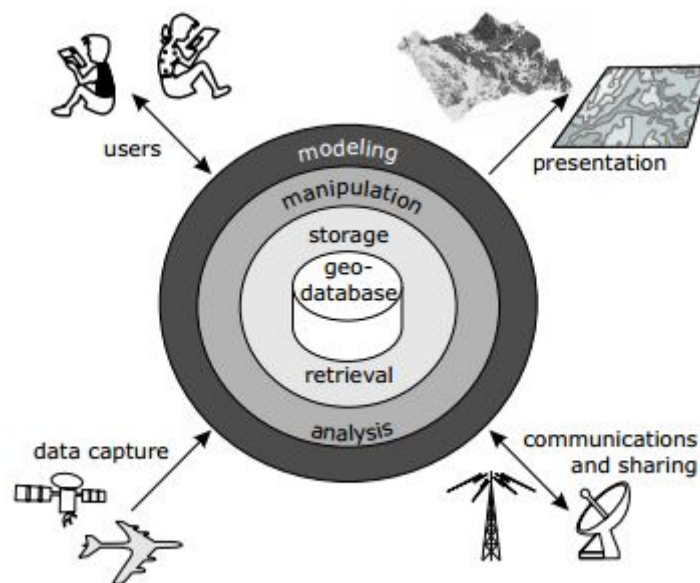 users
presentation
modeling
manipulation
storage
geo-
database
retrieval
analysis
data capture
communications
and sharing